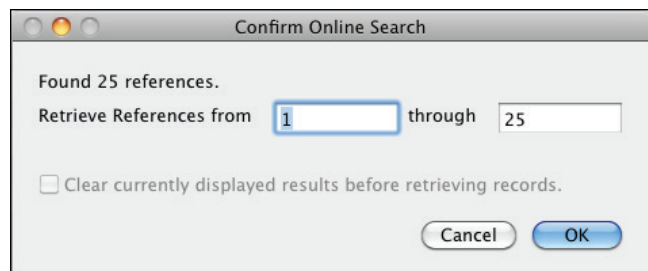 Confirm Online Search
Found 25 references.
Retrieve References from 1 through 25
Clear currently displayed results before retrieving records.
Cancel OK